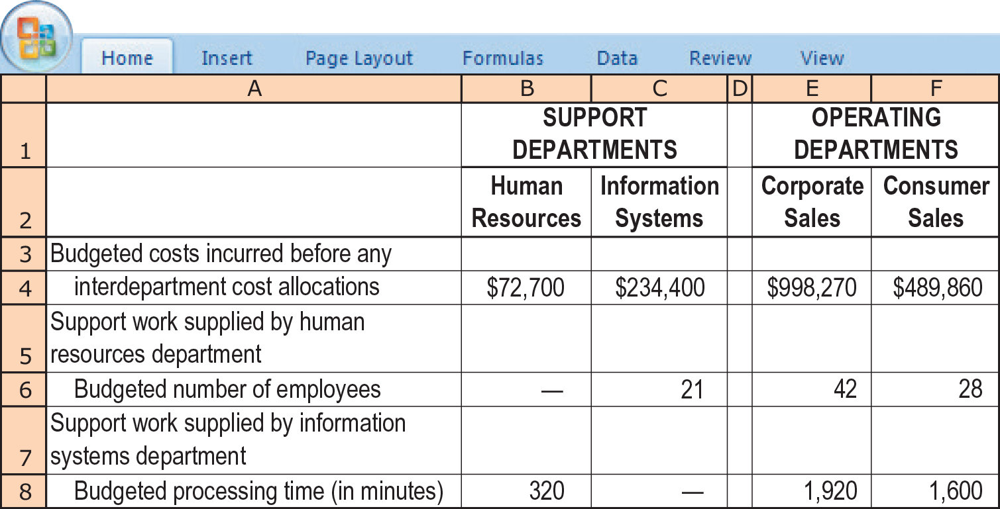 Home Insert Page Layout Formulas Data Review View
A B C D E F
1 SUPPORT DEPARTMENTS OPERATING DEPARTMENTS
2 Human Resources Information Systems Corporate Sales Consumer Sales
3 Budgeted costs incurred before any
4 interdepartment cost allocations $72,700 $234,400 $998,270 $489,860
Support work supplied by human
5 resources department
6 Budgeted number of employees — 21 42 28
Support work supplied by information
7 systems department
8 Budgeted processing time (in minutes) 320 — 1,920 1,600